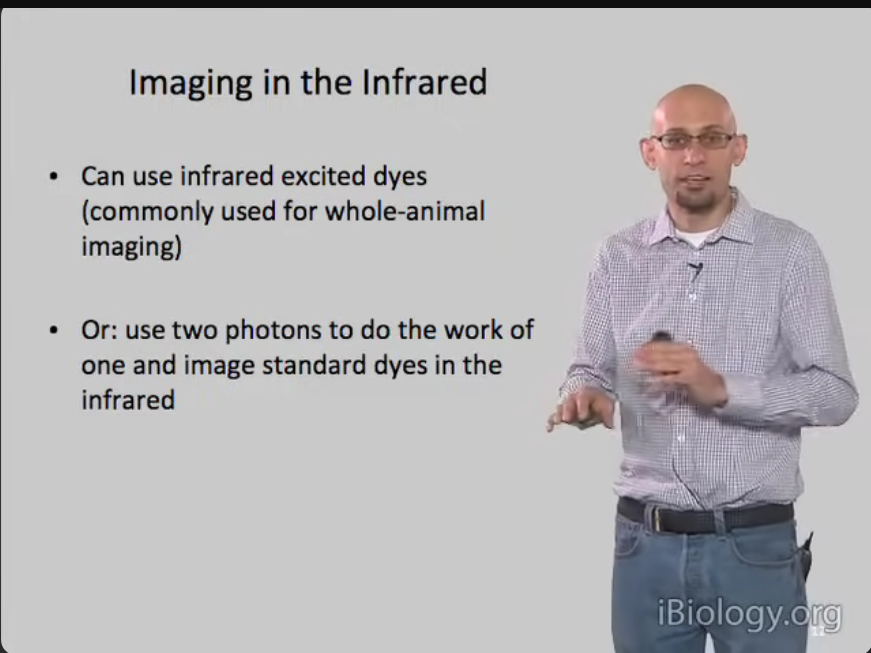 Imaging in the Infrared
• Can use infrared excited dyes
(commonly used for whole-animal
imaging)
• Or: use two photons to do the work of
one and image standard dyes in the
infrared
iBiology.org